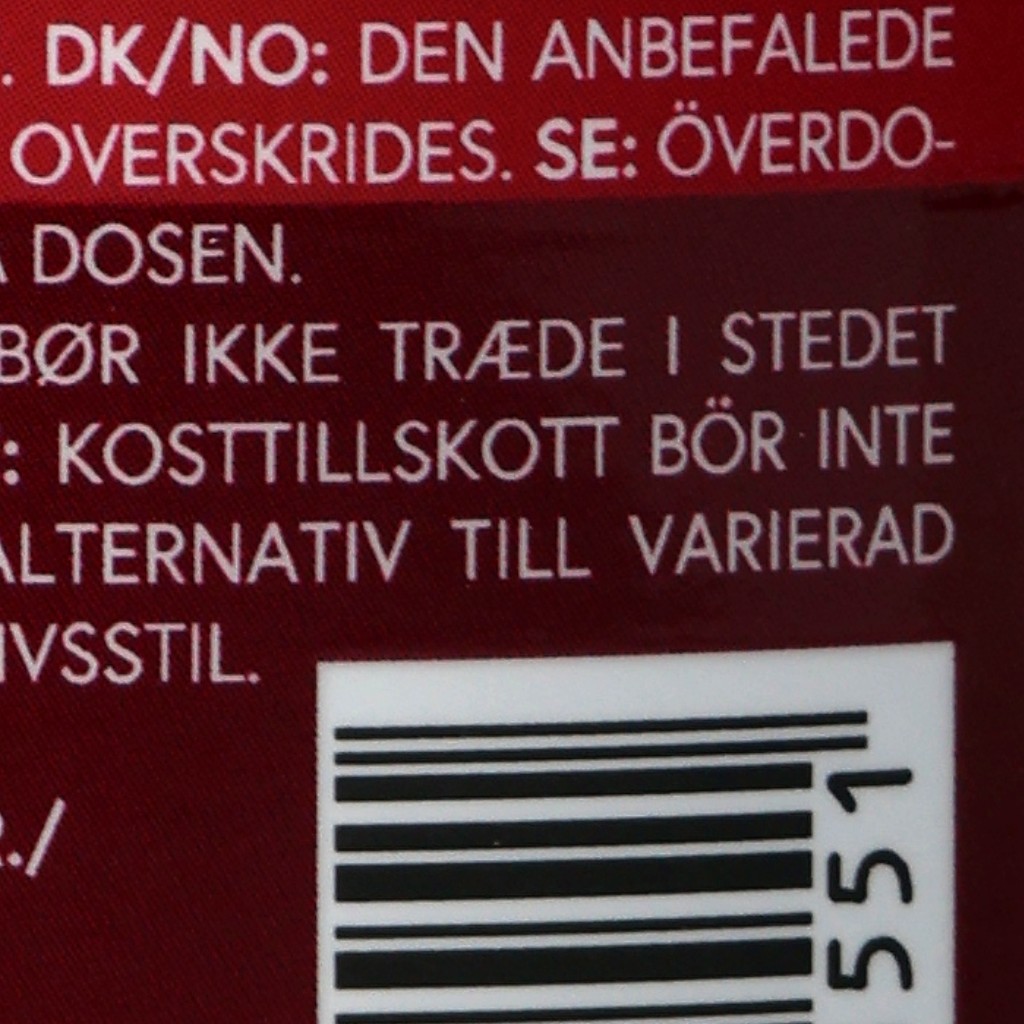 . DK/NO: DEN ANBEFALEDE
OVERSKRIDES. SE: ÖVERDO-
DOSEN.
BØR IKKE TRÆDE I STEDET
: KOSTTILLSKOTT BÖR INTE
ALTERNATIV TILL VARIERAD
IVSSTIL.
./
551